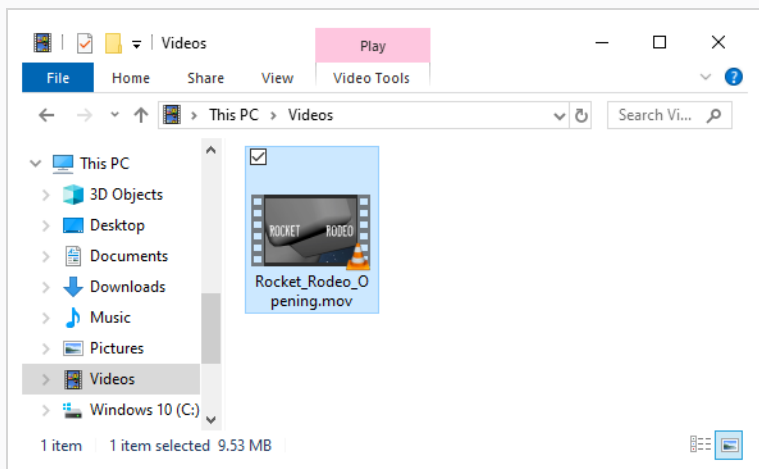 Videos
Play
File
Home
Share
View
Video Tools
?
This PC > Videos
Search Vi...
This PC
3D Objects
Desktop
Documents
Downloads
Music
Pictures
Videos
Windows 10 (C:)
ROCKET RODEO
Rocket_Rodeo_O
pening.mov
1 item
1 item selected 9.53 MB